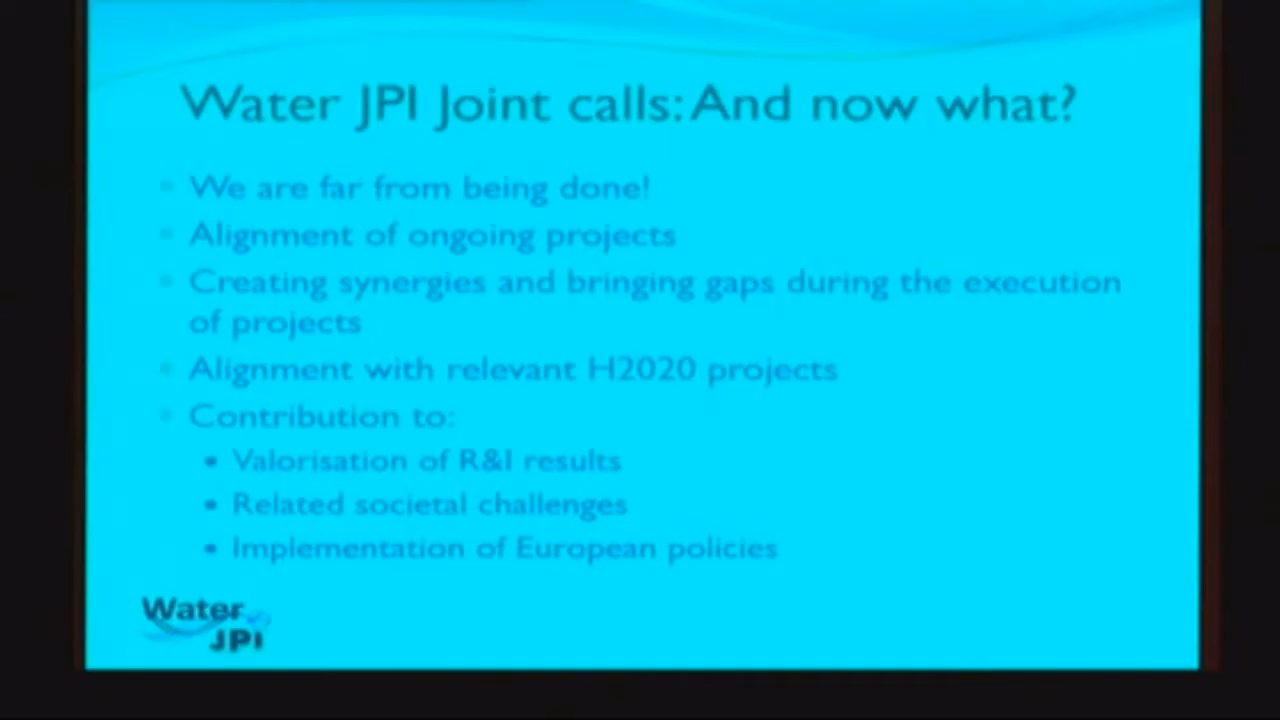 Water JPI Joint calls: And now what?
We are far from being done!
Alignment of ongoing projects
Creating synergies and bringing gaps during the execution
of projects
Alignment with relevant H2020 projects
Contribution to:
Valorisation of R&I results
Related societal challenges
Implementation of European policies
Water
JPI